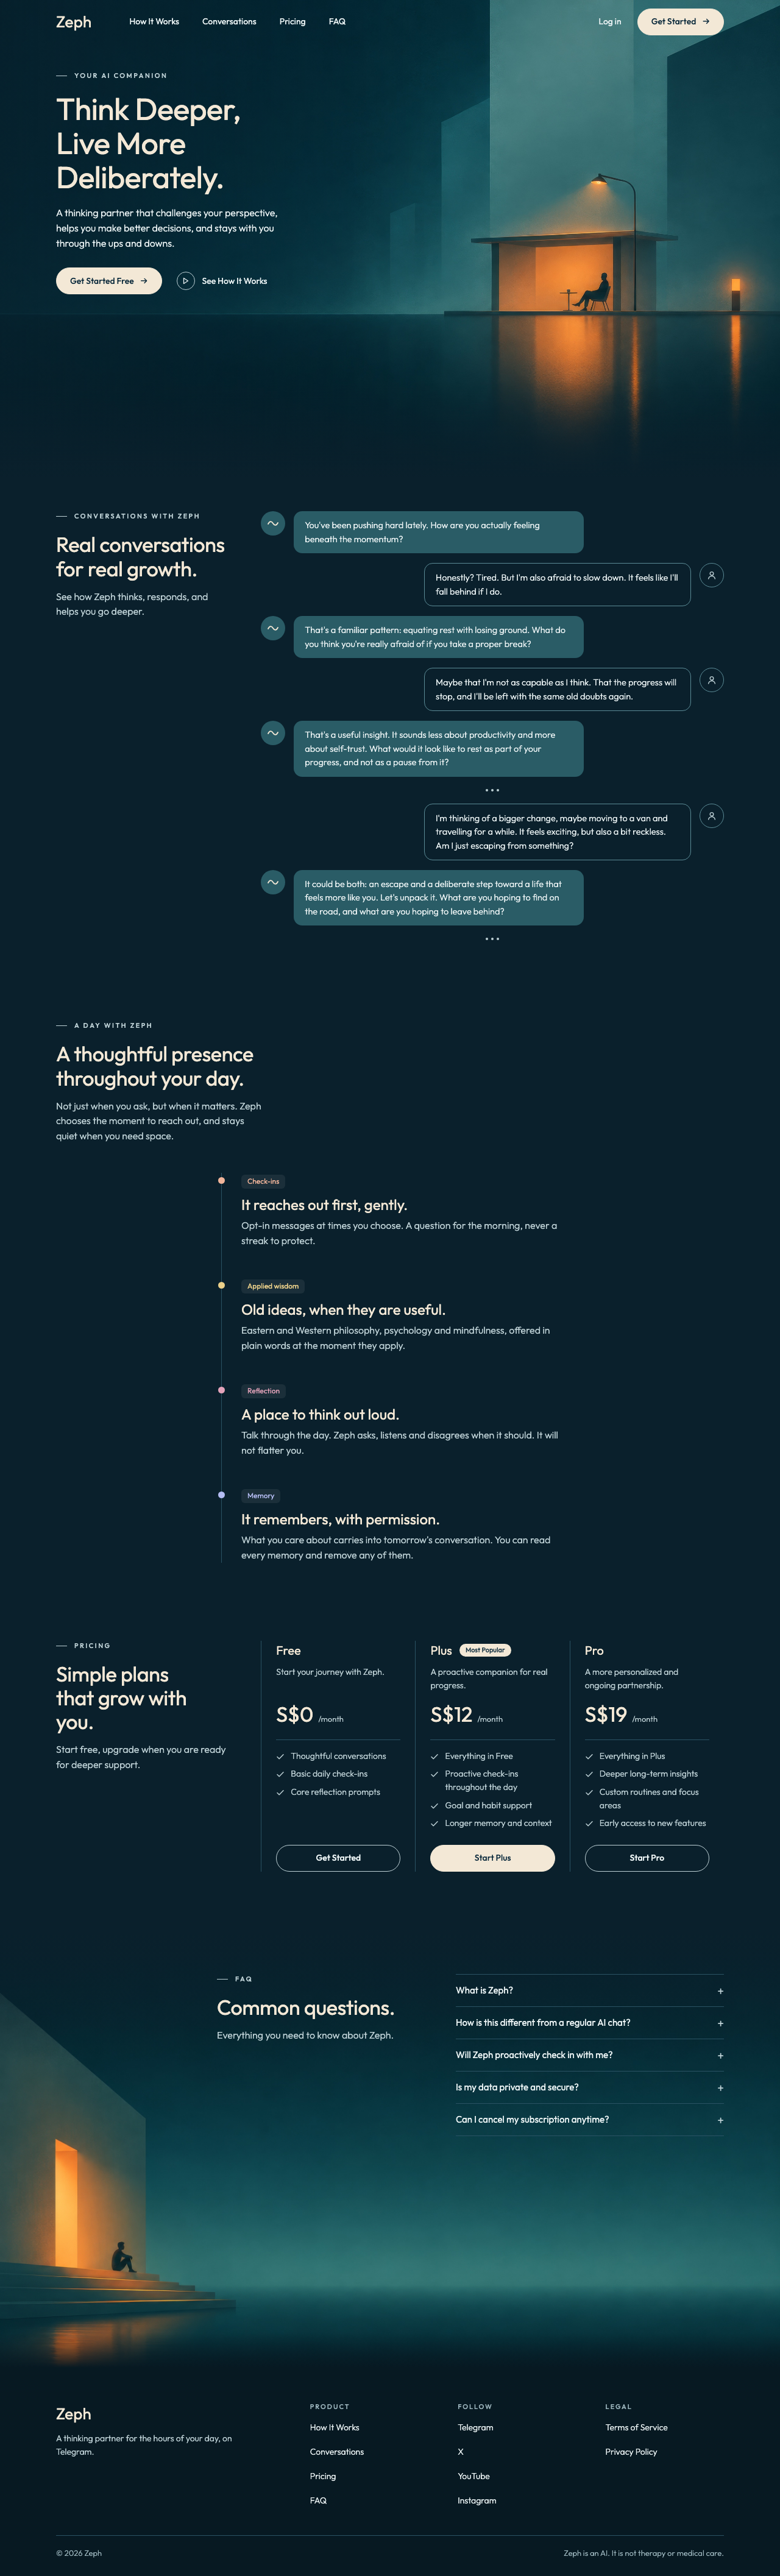 Zeph
How It Works
Conversations
Pricing
FAQ
Log in
Get Started →
YOUR AI COMPANION
Think Deeper,
Live More
Deliberately.
A thinking partner that challenges your perspective,
helps you make better decisions, and stays with you
through the ups and downs.
Get Started Free →
See How It Works
CONVERSATIONS WITH ZEPH
Real conversations
for real growth.
See how Zeph thinks, responds, and
helps you go deeper.
You've been pushing hard lately. How are you actually feeling
beneath the momentum?
Honestly? Tired. But I'm also afraid to slow down. It feels like I'll
fall behind if I do.
That's a familiar pattern: equating rest with losing ground. What do
you think you're really afraid of if you take a proper break?
Maybe that I'm not as capable as I think. That the progress will
stop, and I'll be left with the same old doubts again.
That's a useful insight. It sounds less about productivity and more
about self-trust. What would it look like to rest as part of your
progress, and not as a pause from it?
•••
I'm thinking of a bigger change, maybe moving to a van and
travelling for a while. It feels exciting, but also a bit reckless.
Am I just escaping from something?
It could be both: an escape and a deliberate step toward a life that
feels more like you. Let's unpack it. What are you hoping to find on
the road, and what are you hoping to leave behind?
•••
A DAY WITH ZEPH
A thoughtful presence
throughout your day.
Not just when you ask, but when it matters. Zeph
chooses the moment to reach out, and stays
quiet when you need space.
Check-ins
It reaches out first, gently.
Opt-in messages at times you choose. A question for the morning, never a
streak to protect.
Applied wisdom
Old ideas, when they are useful.
Eastern and Western philosophy, psychology and mindfulness, offered in
plain words at the moment they apply.
Reflection
A place to think out loud.
Talk through the day. Zeph asks, listens and disagrees when it should. It will
not flatter you.
Memory
It remembers, with permission.
What you care about carries into tomorrow's conversation. You can read
every memory and remove any of them.
PRICING
Simple plans
that grow with
you.
Start free, upgrade when you are ready
for deeper support.
Free
Start your journey with Zeph.
S$0 /month
Thoughtful conversations
Basic daily check-ins
Core reflection prompts
Get Started
Plus
Most Popular
A proactive companion for real
progress.
S$12 /month
Everything in Free
Proactive check-ins
throughout the day
Goal and habit support
Longer memory and context
Start Plus
Pro
A more personalized and
ongoing partnership.
S$19 /month
Everything in Plus
Deeper long-term insights
Custom routines and focus
areas
Early access to new features
Start Pro
FAQ
Common questions.
Everything you need to know about Zeph.
What is Zeph? +
How is this different from a regular AI chat? +
Will Zeph proactively check in with me? +
Is my data private and secure? +
Can I cancel my subscription anytime? +
Zeph
A thinking partner for the hours of your day, on
Telegram.
PRODUCT
How It Works
Conversations
Pricing
FAQ
FOLLOW
Telegram
X
YouTube
Instagram
LEGAL
Terms of Service
Privacy Policy
© 2026 Zeph
Zeph is an AI. It is not therapy or medical care.